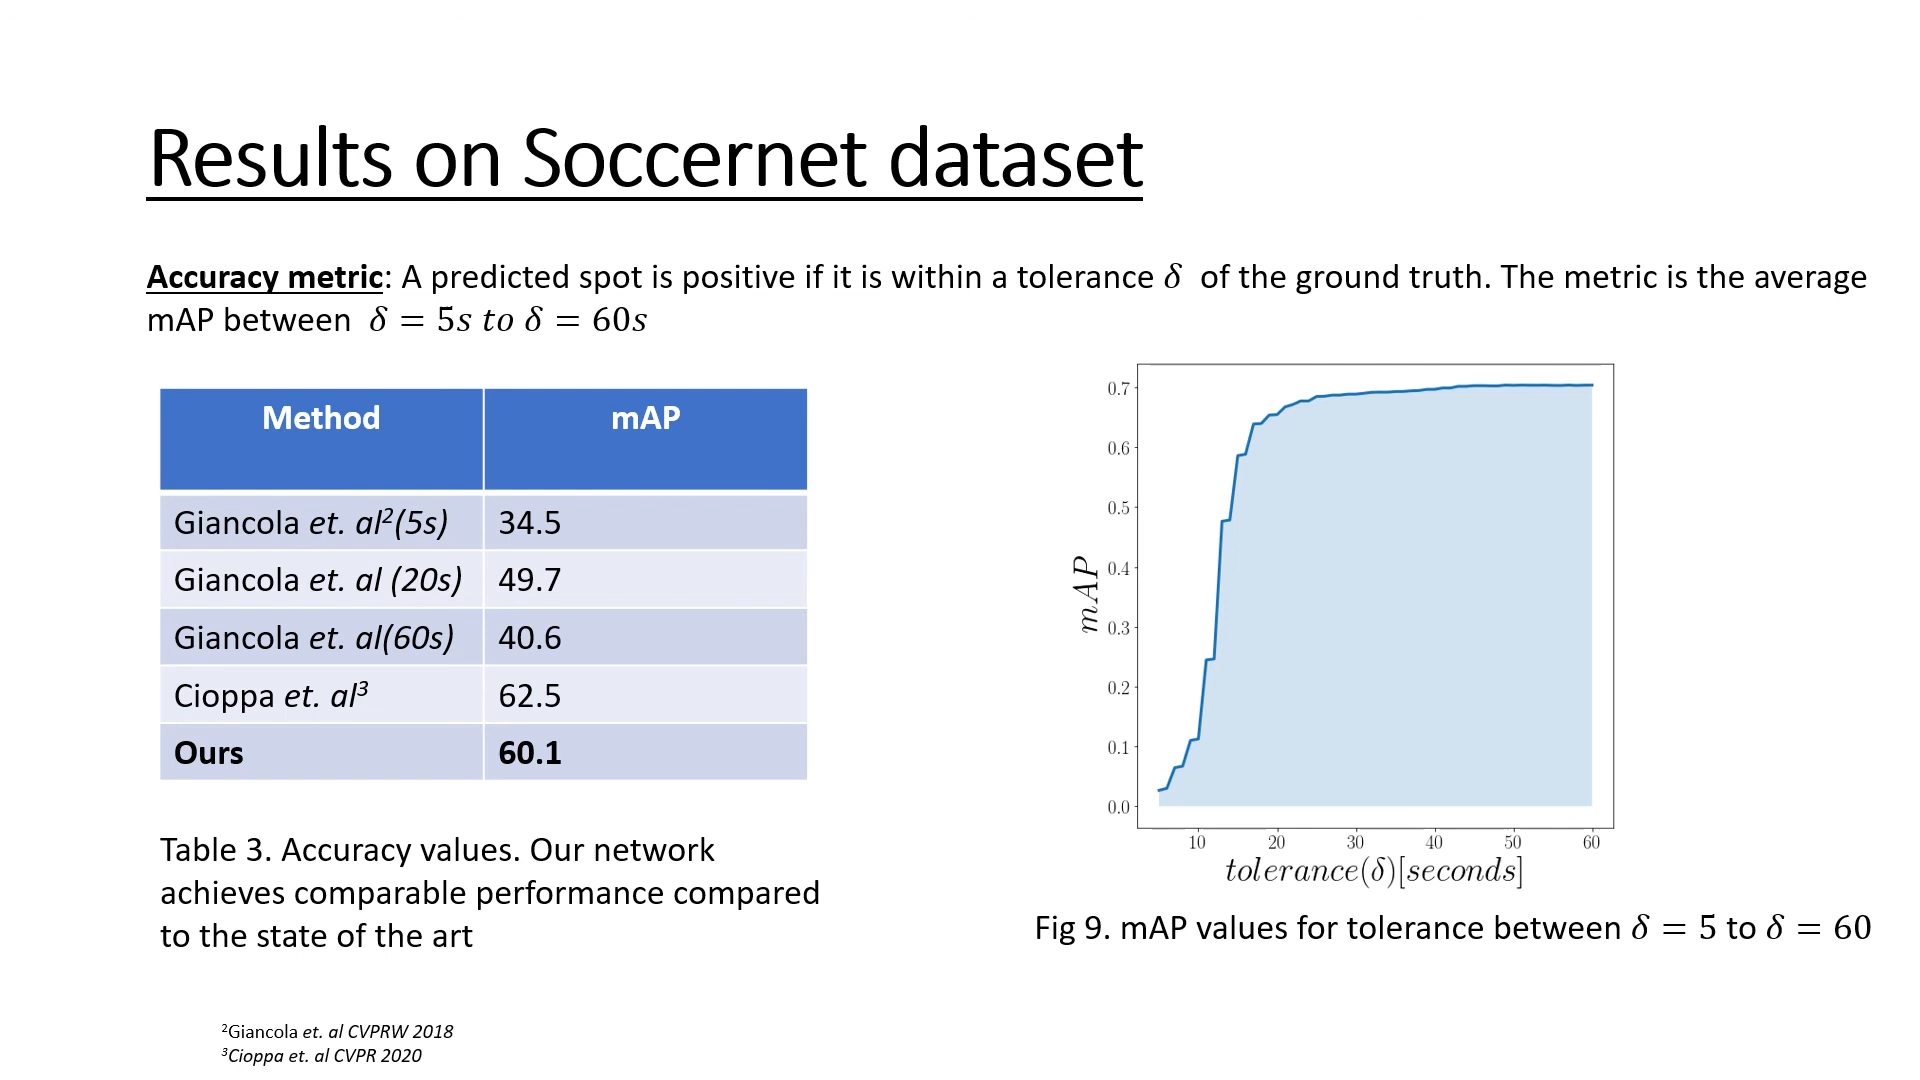 Results on Soccernet dataset
Accuracy metric: A predicted spot is positive if it is within a tolerance δ of the ground truth. The metric is the average
mAP between δ = 5s to δ = 60s
Method mAP
Giancola et. al²(5s) 34.5
Giancola et. al (20s) 49.7
Giancola et. al(60s) 40.6
Cioppa et. al³ 62.5
Ours 60.1
Table 3. Accuracy values. Our network
achieves comparable performance compared
to the state of the art
0.7
0.6
0.5
0.4
0.3
0.2
0.1
0.0
mAP
10 20 30 40 50 60
tolerance(δ)[seconds]
Fig 9. mAP values for tolerance between δ = 5 to δ = 60
²Giancola et. al CVPRW 2018
³Cioppa et. al CVPR 2020